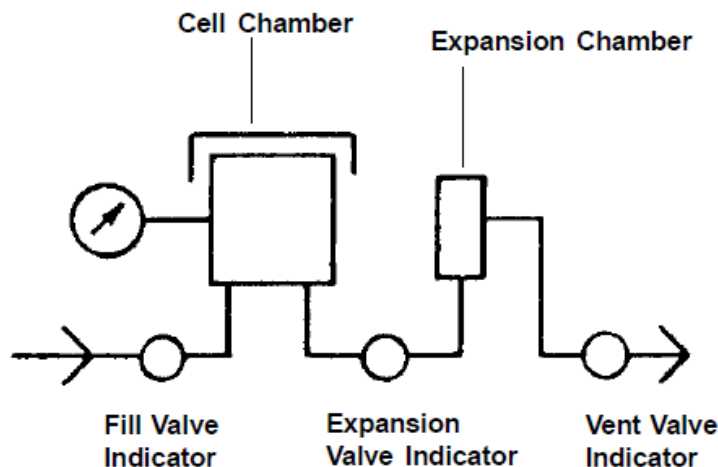 Cell Chamber
Expansion Chamber
Fill Valve
Indicator
Expansion
Valve Indicator
Vent Valve
Indicator